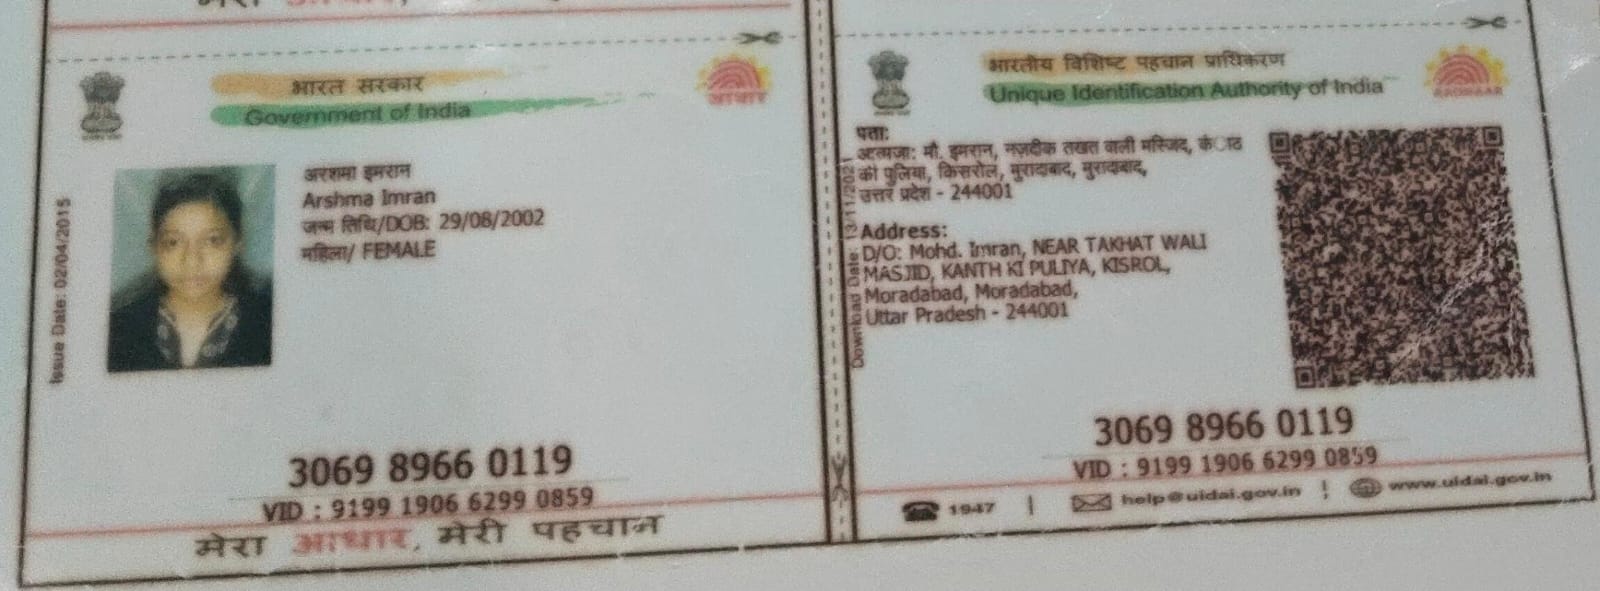 भारत सरकार
Government of India
आधार
Issue Date: 02/04/2015
अरशमा इमरान
Arshma Imran
जन्म तिथि/DOB: 29/08/2002
महिला/ FEMALE
3069 8966 0119
VID : 9199 1906 6299 0859
मेरा आधार, मेरी पहचान
भारतीय विशिष्ट पहचान प्राधिकरण
Unique Identification Authority of India
AADHAAR
पता:
आत्मजा: मौ. इमरान, नज़दीक तखत वाली मस्जिद, कंाठ
की पुलिया, किसरोल, मुरादाबाद, मुरादाबाद,
उत्तर प्रदेश - 244001
Download Date:
Address:
D/O: Mohd. Imran, NEAR TAKHAT WALI
MASJID, KANTH KI PULIYA, KISROL,
Moradabad, Moradabad,
Uttar Pradesh - 244001
3069 8966 0119
VID : 9199 1906 6299 0859
1947 | help@uidai.gov.in | www.uidai.gov.in